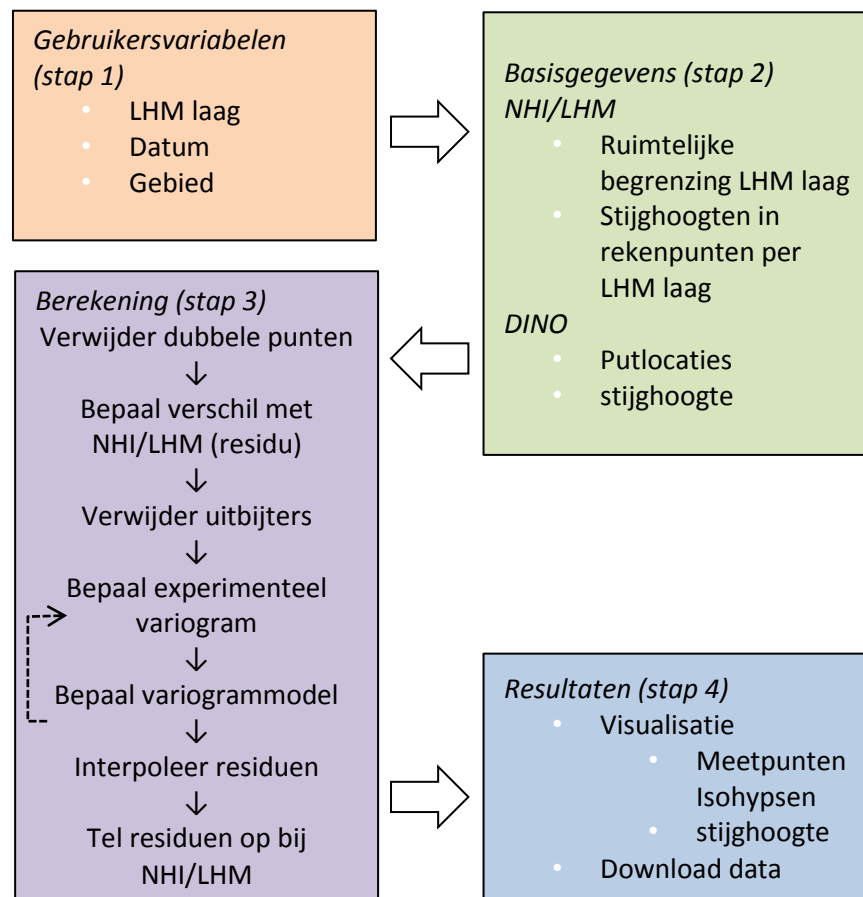 Gebruikersvariabelen
(stap 1)
• LHM laag
• Datum
• Gebied
Basisgegevens (stap 2)
NHI/LHM
• Ruimtelijke
begrenzing LHM laag
• Stijghoogten in
rekenpunten per
LHM laag
DINO
• Putlocaties
• stijghoogte
Berekening (stap 3)
Verwijder dubbele punten
↓
Bepaal verschil met
NHI/LHM (residu)
↓
Verwijder uitbijters
↓
Bepaal experimenteel
variogram
↓
Bepaal variogrammodel
↓
Interpoleer residuen
↓
Tel residuen op bij
NHI/LHM
Resultaten (stap 4)
• Visualisatie
• Meetpunten
Isohypsen
• stijghoogte
• Download data